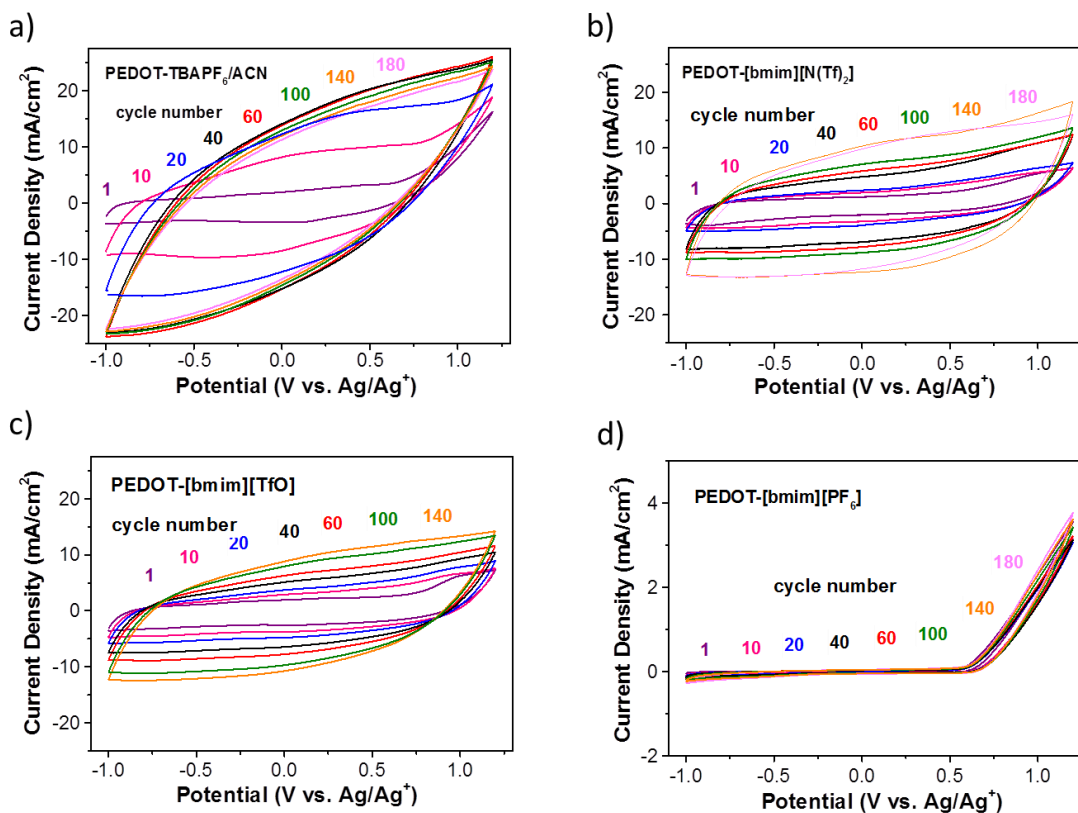 a)
PEDOT-TBAPF₆/ACN
cycle number
1
10
20
40
60
100
140
180
20
10
0
-10
-20
Current Density (mA/cm²)
-1.0 -0.5 0.0 0.5 1.0
Potential (V vs. Ag/Ag⁺)
b)
PEDOT-[bmim][N(Tf)₂]
cycle number
1
10
20
40
60
100
140
180
20
10
0
-10
-20
Current Density (mA/cm²)
-1.0 -0.5 0.0 0.5 1.0
Potential (V vs. Ag/Ag⁺)
c)
PEDOT-[bmim][TfO]
cycle number
1
10
20
40
60
100
140
20
10
0
-10
-20
Current Density (mA/cm²)
-1.0 -0.5 0.0 0.5 1.0
Potential (V vs. Ag/Ag⁺)
d)
PEDOT-[bmim][PF₆]
cycle number
1
10
20
40
60
100
140
180
4
2
0
-2
Current Density (mA/cm²)
-1.0 -0.5 0.0 0.5 1.0
Potential (V vs. Ag/Ag⁺)